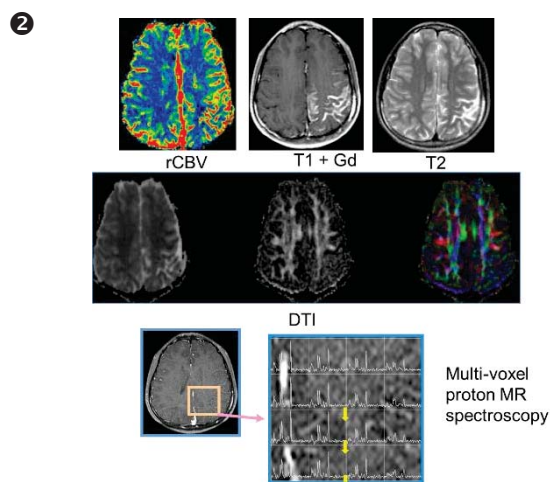 ❷
rCBV T1 + Gd T2
DTI
Multi-voxel
proton MR
spectroscopy